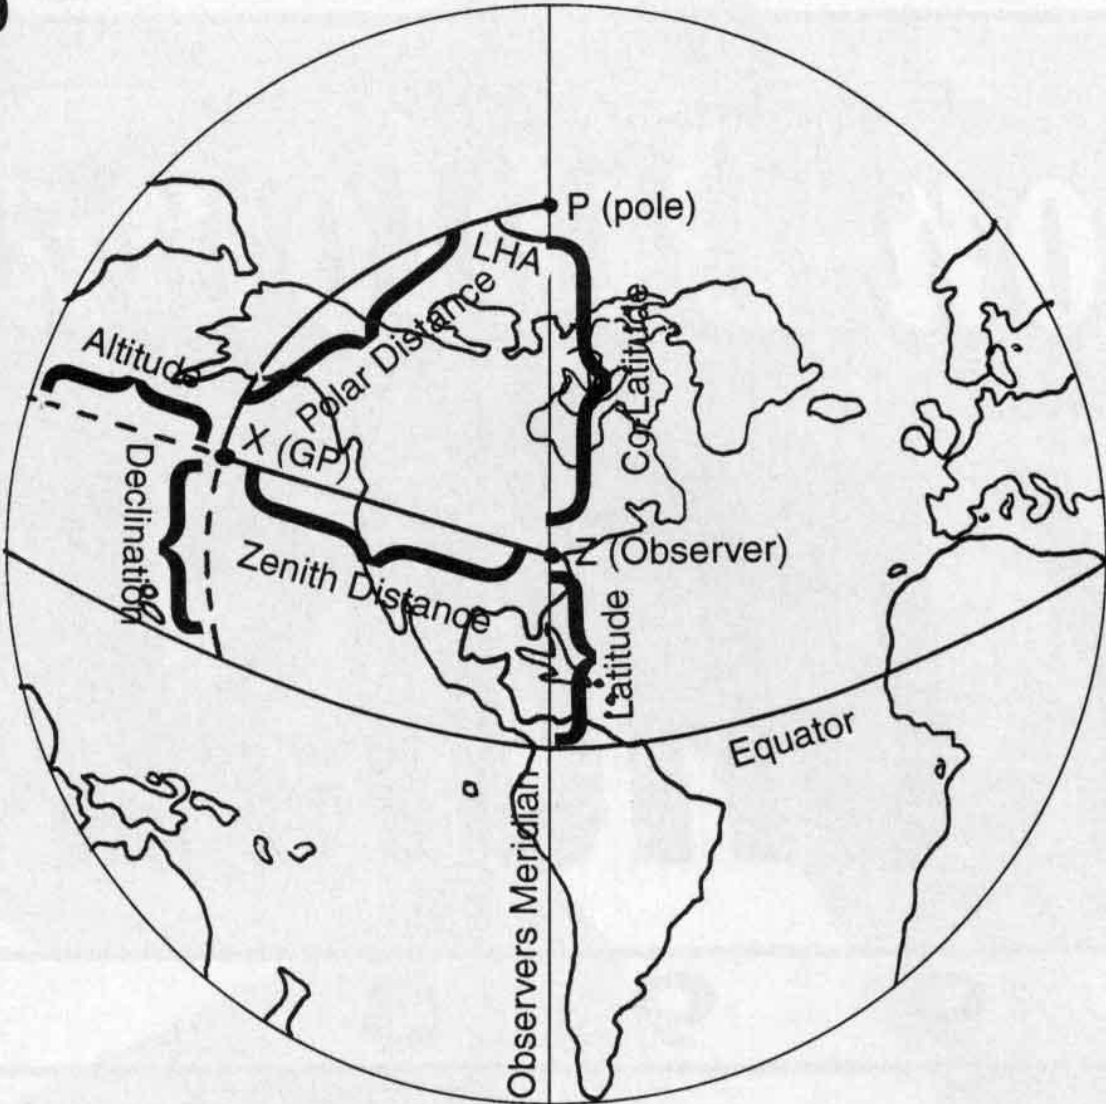 P (pole)
LHA
Polar Distance
Co-Latitude
Altitude
X (GP)
Declination
Zenith Distance
Z (Observer)
Latitude
Equator
Observers Meridian